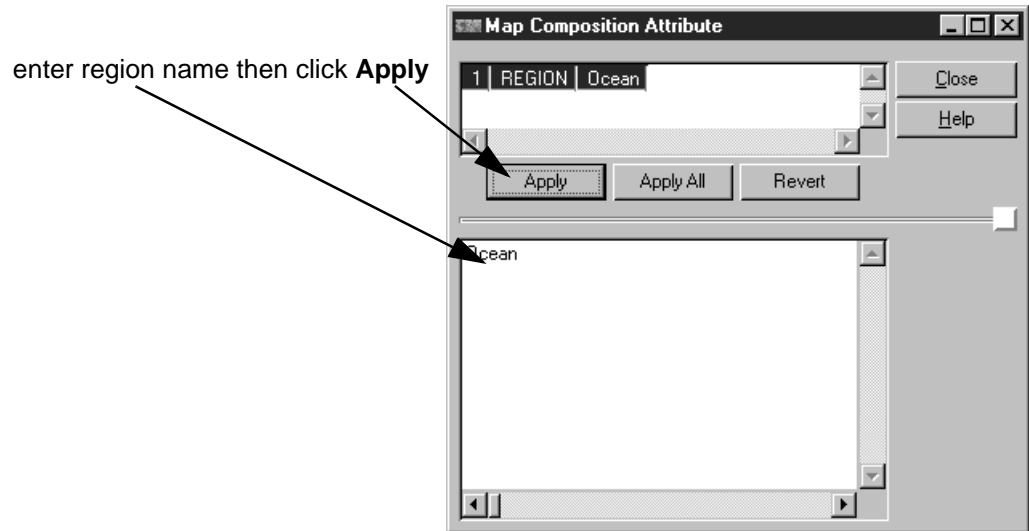 Map Composition Attribute
enter region name then click Apply
1 REGION Ocean
Close
Help
Apply Apply All Revert
Ocean